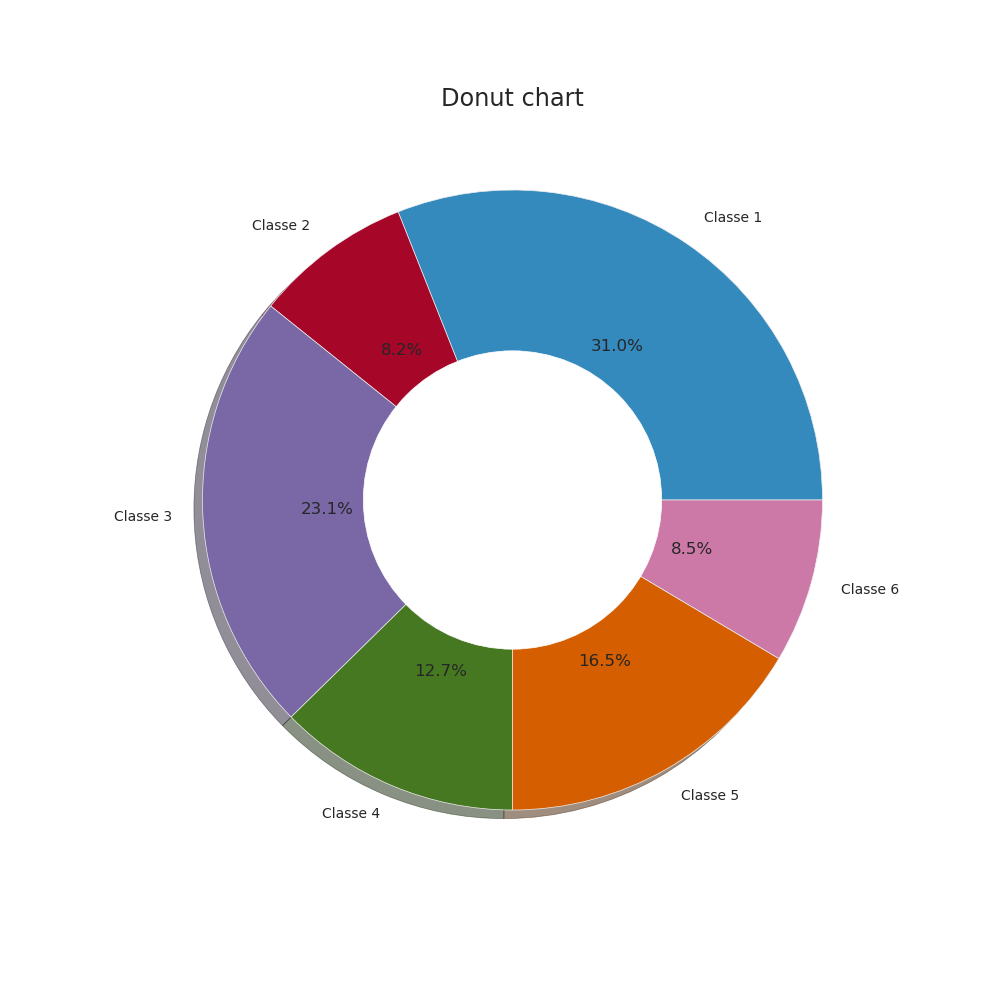 Donut chart
Classe 1
31.0%
Classe 2
8.2%
Classe 3
23.1%
Classe 4
12.7%
Classe 5
16.5%
Classe 6
8.5%